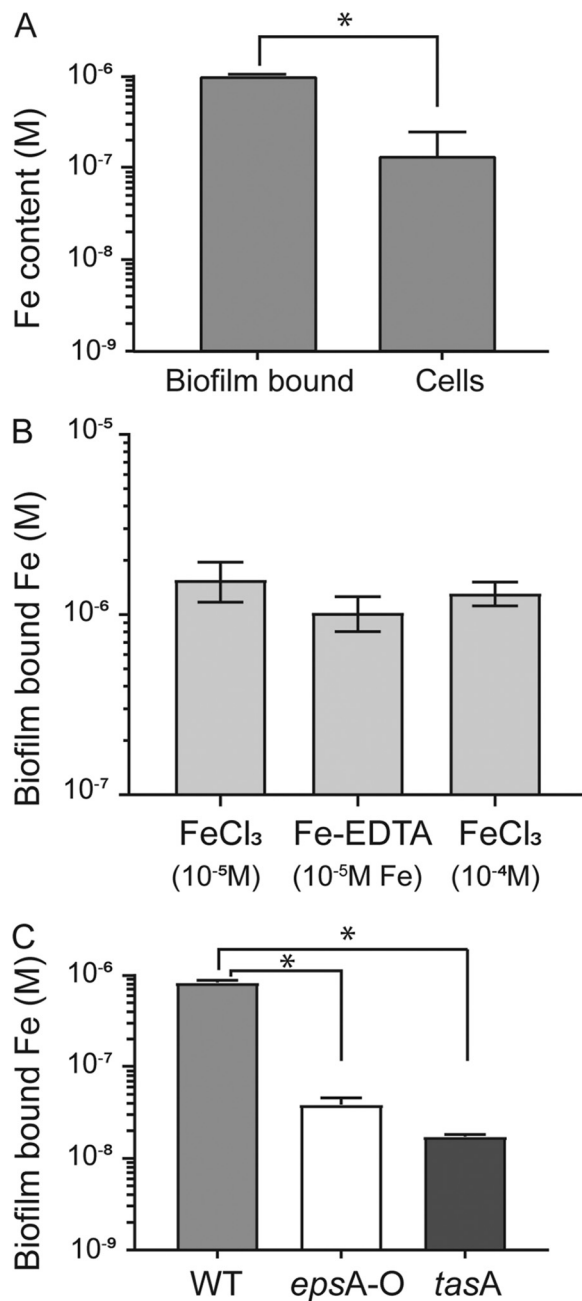 A
*
Fe content (M)
10⁻⁶
10⁻⁷
10⁻⁸
10⁻⁹
Biofilm bound Cells
B
Biofilm bound Fe (M)
10⁻⁵
10⁻⁶
10⁻⁷
FeCl₃ Fe-EDTA FeCl₃
(10⁻⁵M) (10⁻⁵M Fe) (10⁻⁴M)
C
*
*
Biofilm bound Fe (M)
10⁻⁶
10⁻⁷
10⁻⁸
10⁻⁹
WT epsA-O tasA